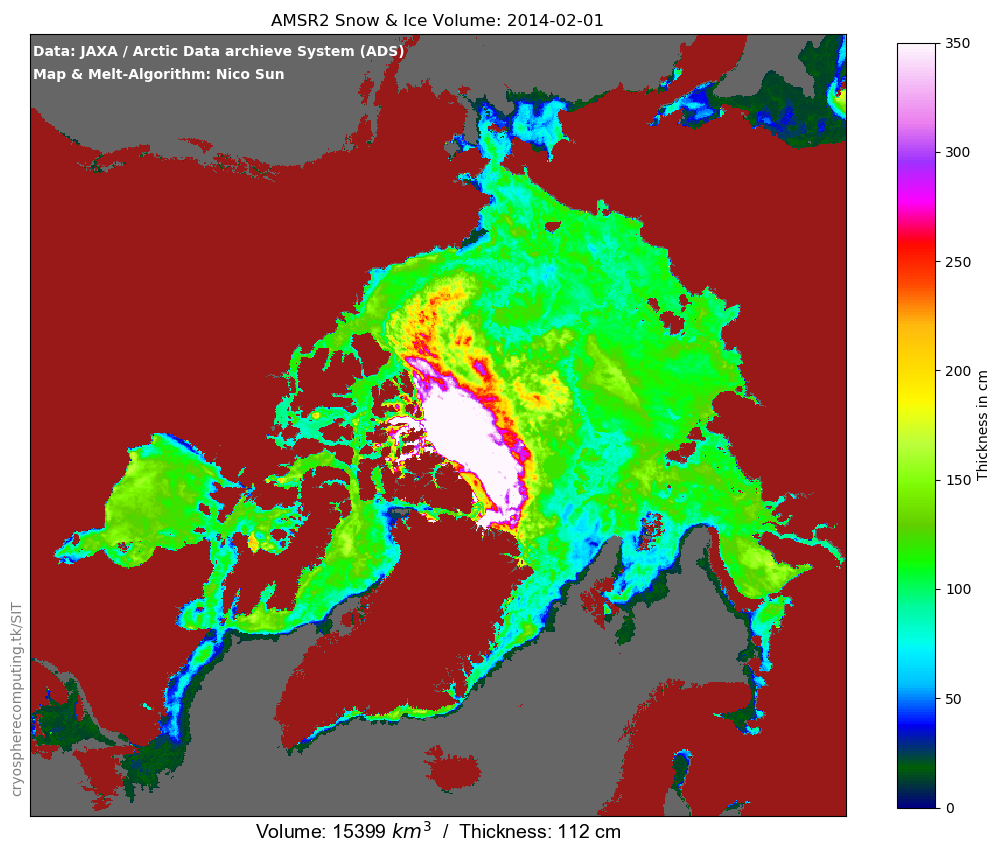 AMSR2 Snow & Ice Volume: 2014-02-01
Data: JAXA / Arctic Data archieve System (ADS)
Map & Melt-Algorithm: Nico Sun
350
300
250
200
150
100
50
0
Thickness in cm
cryospherecomputing.tk/SIT
Volume: 15399 km³ / Thickness: 112 cm